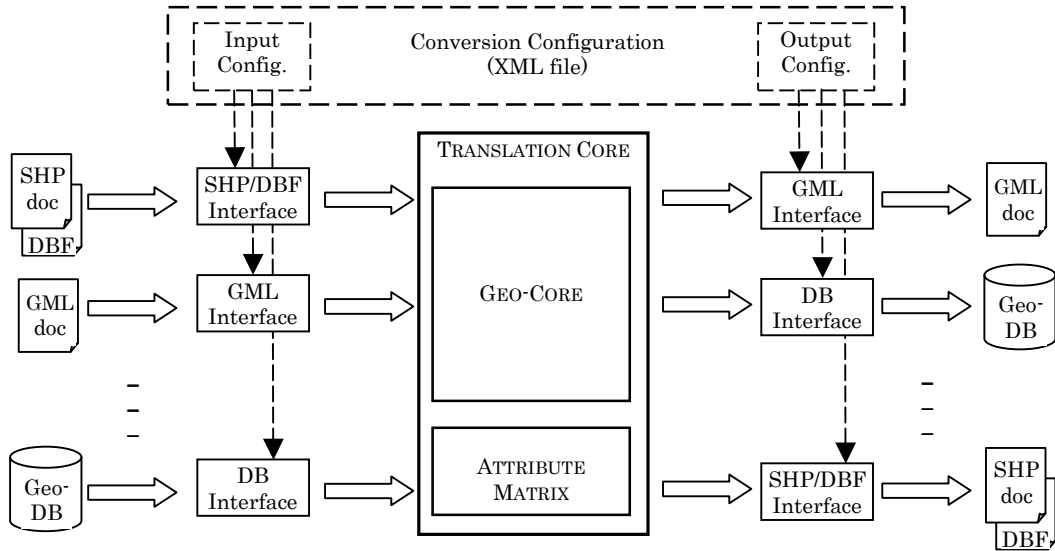 Input
Config.
Conversion Configuration
(XML file)
Output
Config.
TRANSLATION CORE
SHP
doc
DBF
SHP/DBF
Interface
GML
Interface
GML
doc
GML
doc
GML
Interface
GEO-CORE
DB
Interface
Geo-
DB
Geo-
DB
DB
Interface
ATTRIBUTE
MATRIX
SHP/DBF
Interface
SHP
doc
DBF